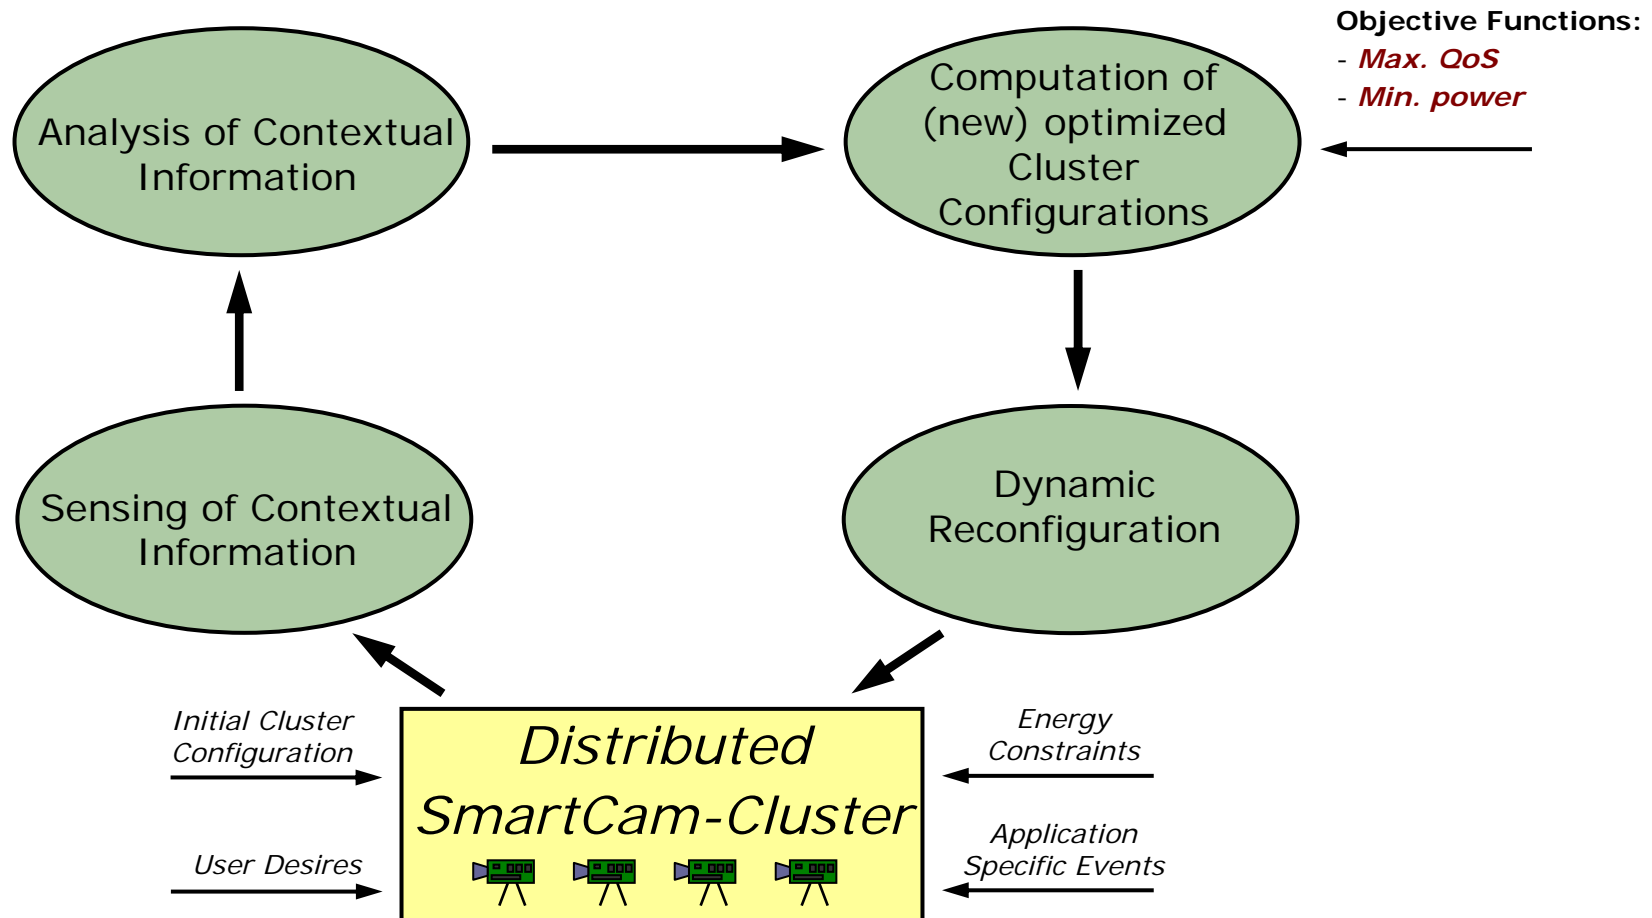 Objective Functions:
- Max. QoS
- Min. power
Analysis of Contextual
Information
Computation of
(new) optimized
Cluster
Configurations
Sensing of Contextual
Information
Dynamic
Reconfiguration
Initial Cluster
Configuration
User Desires
Distributed
SmartCam-Cluster
Energy
Constraints
Application
Specific Events